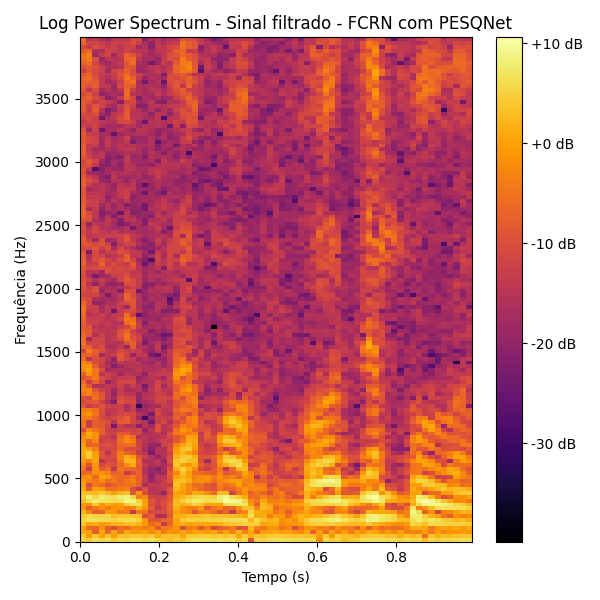 Log Power Spectrum - Sinal filtrado - FCRN com PESQNet
+10 dB
+0 dB
-10 dB
-20 dB
-30 dB
3500
3000
2500
2000
1500
1000
500
0
Frequência (Hz)
0.0 0.2 0.4 0.6 0.8
Tempo (s)